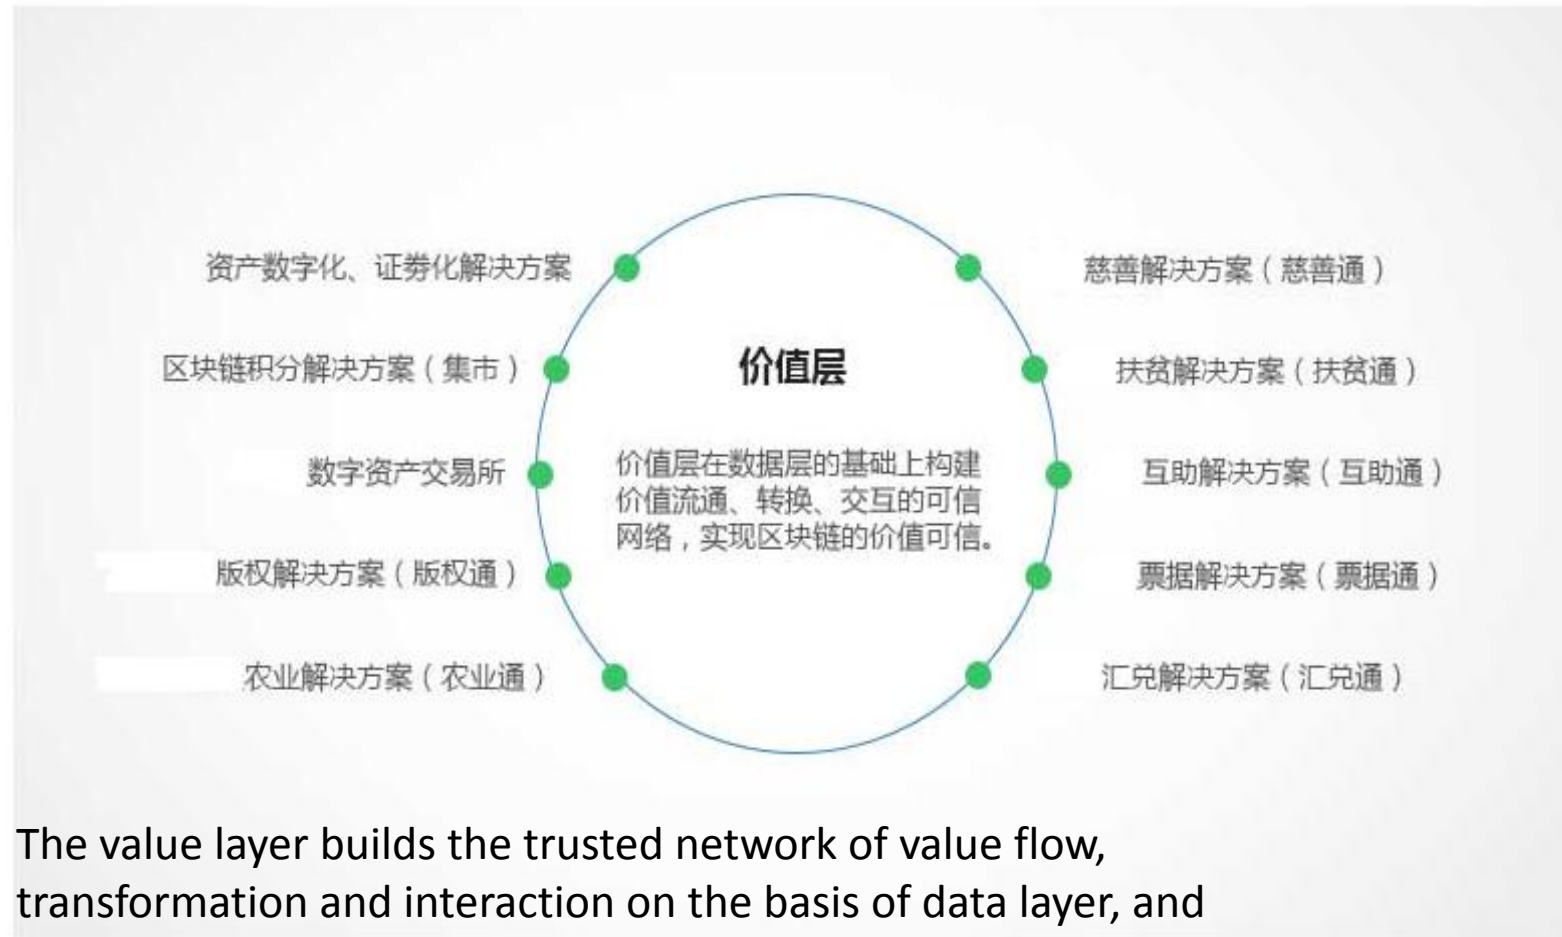 资产数字化、证券化解决方案
慈善解决方案（慈善通）
区块链积分解决方案（集市）
价值层
扶贫解决方案（扶贫通）
数字资产交易所
价值层在数据层的基础上构建
价值流通、转换、交互的可信
网络，实现区块链的价值可信。
互助解决方案（互助通）
版权解决方案（版权通）
票据解决方案（票据通）
农业解决方案（农业通）
汇兑解决方案（汇兑通）
The value layer builds the trusted network of value flow,
transformation and interaction on the basis of data layer, and